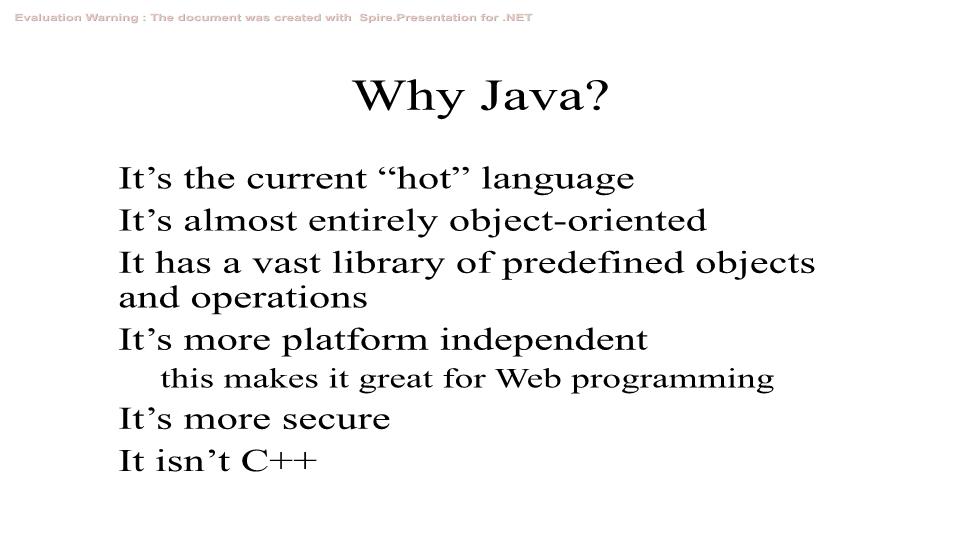 Evaluation Warning : The document was created with Spire.Presentation for .NET
Why Java?
It’s the current “hot” language
It’s almost entirely object-oriented
It has a vast library of predefined objects
and operations
It’s more platform independent
this makes it great for Web programming
It’s more secure
It isn’t C++